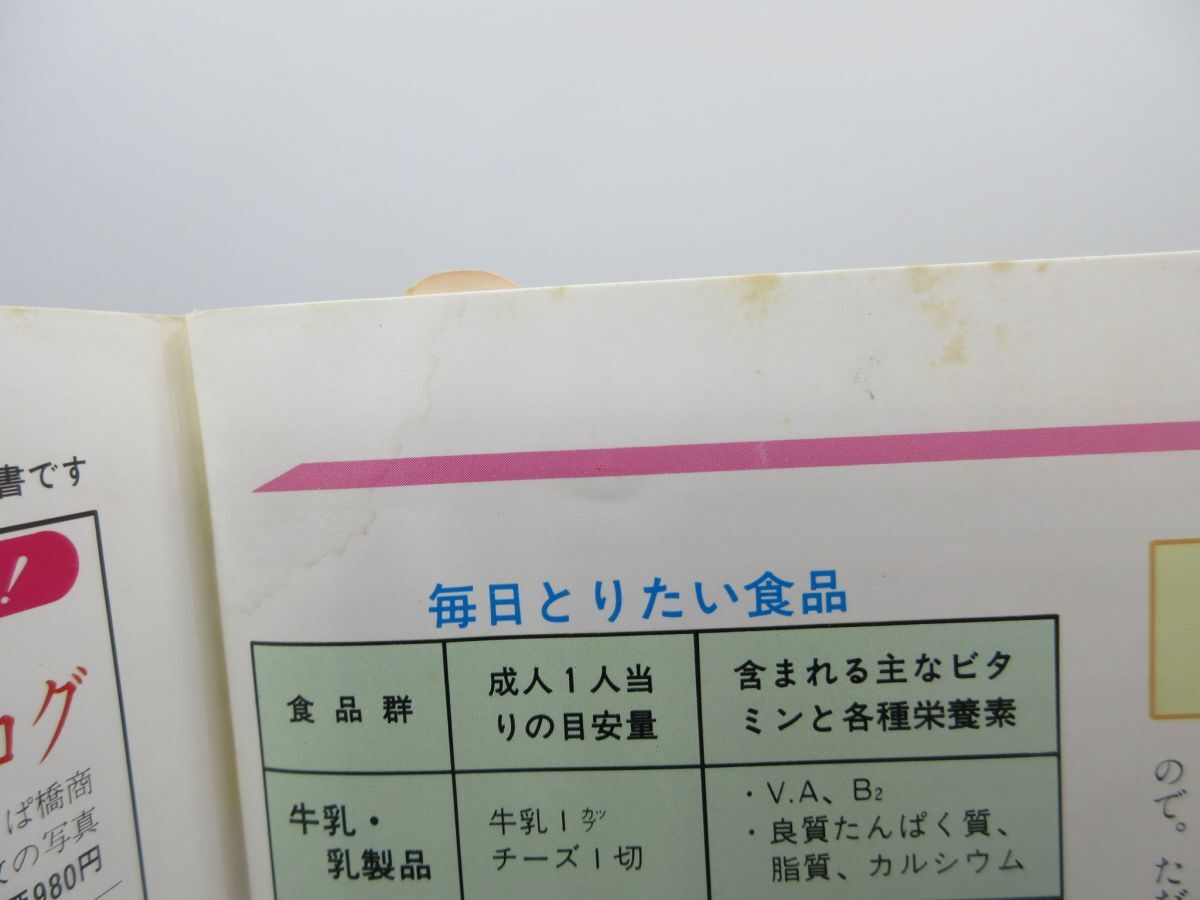 書です
！
ログ
ぱ橋商
の写真
980円
毎日とりたい食品
食品群
成人1人当
りの目安量
含まれる主なビタ
ミンと各種栄養素
牛乳・
乳製品
牛乳1カップ
チーズ1切
・V.A、B₂
・良質たんぱく質、
脂質、カルシウム
ので。ただ